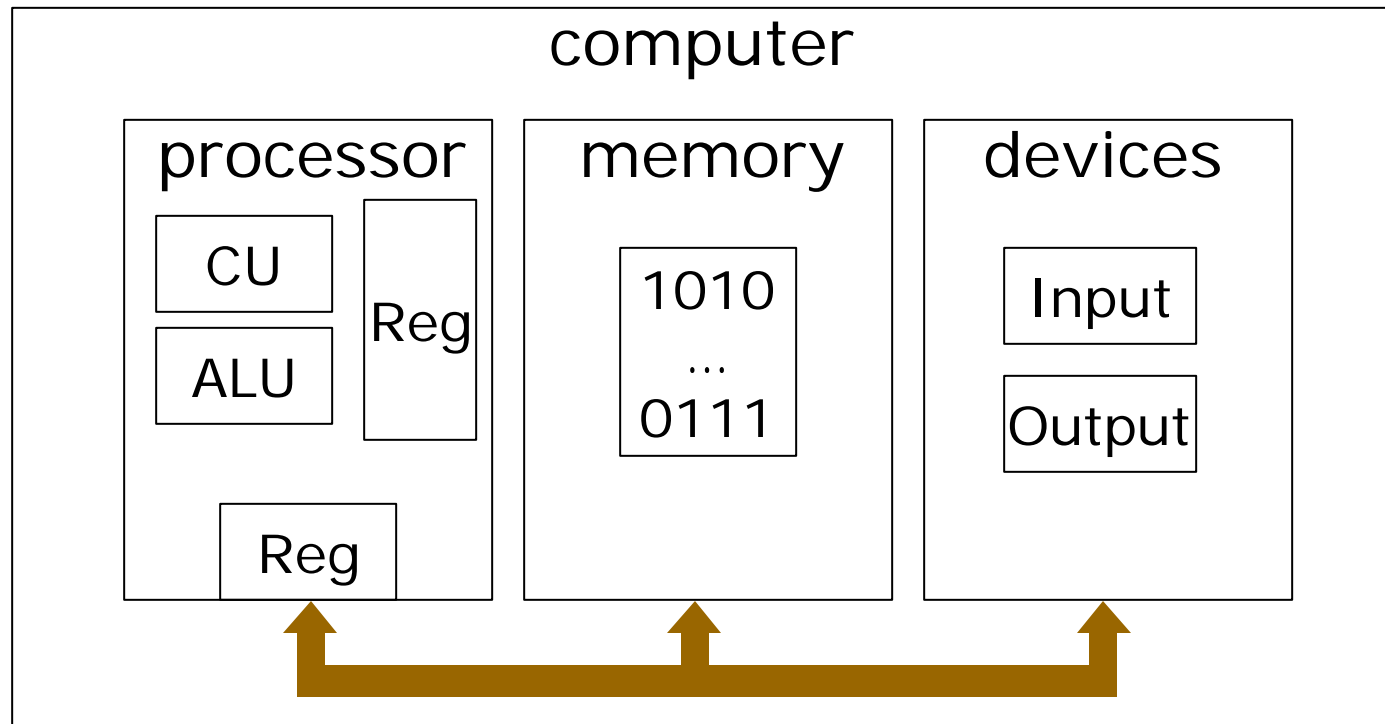 computer
processor
CU
ALU
Reg
Reg
memory
1010
...
0111
devices
Input
Output